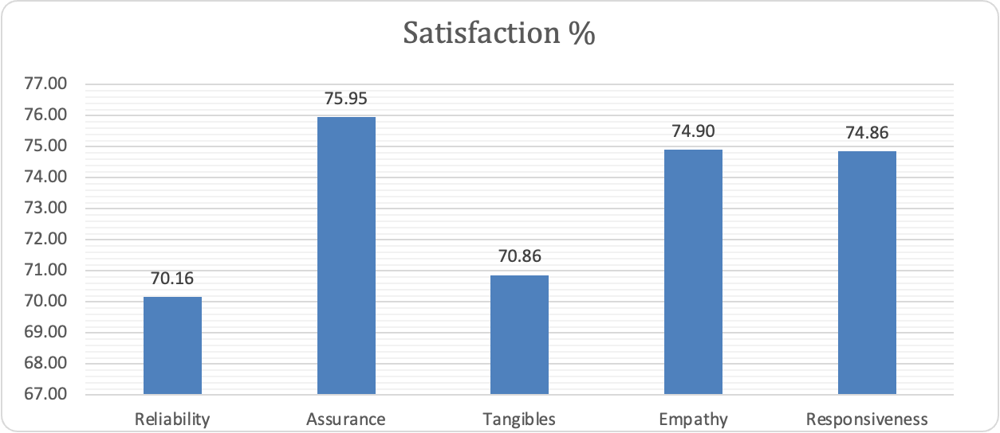 Satisfaction %
77.00
76.00
75.00
74.00
73.00
72.00
71.00
70.00
69.00
68.00
67.00
70.16
75.95
70.86
74.90
74.86
Reliability
Assurance
Tangibles
Empathy
Responsiveness